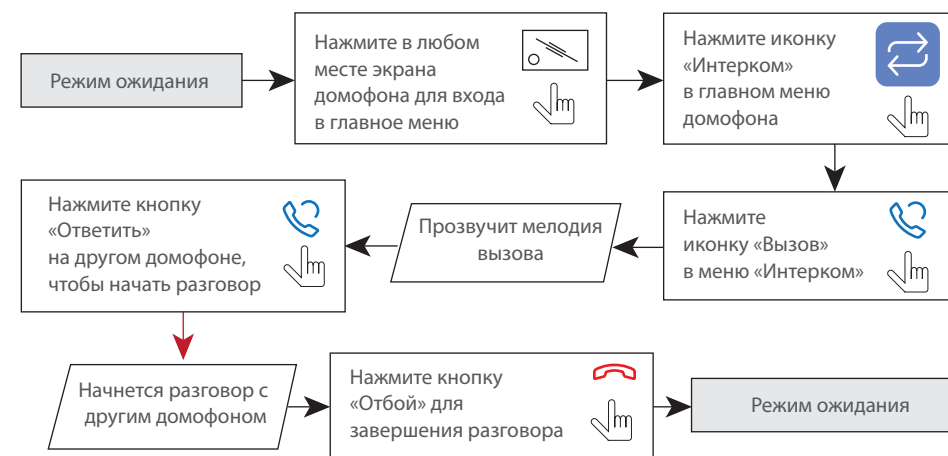 Режим ожидания
Нажмите в любом
месте экрана
домофона для входа
в главное меню
Нажмите иконку
«Интерком»
в главном меню
домофона
Нажмите
иконку «Вызов»
в меню «Интерком»
Прозвучит мелодия
вызова
Нажмите кнопку
«Ответить»
на другом домофоне,
чтобы начать разговор
Начнется разговор с
другим домофоном
Нажмите кнопку
«Отбой» для
завершения разговора
Режим ожидания